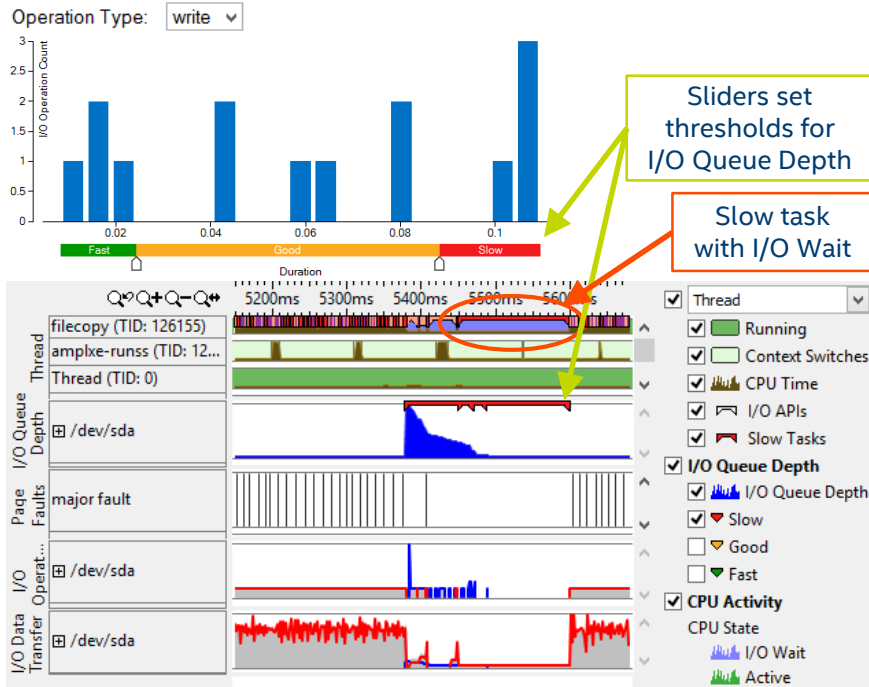 Operation Type: write
3
2.5
2
1.5
1
0.5
0
I/O Operation Count
0.02 0.04 0.06 0.08 0.1
Fast Good Slow
Duration
Sliders set
thresholds for
I/O Queue Depth
Slow task
with I/O Wait
5200ms 5300ms 5400ms 5500ms
Thread
filecopy (TID: 126155)
amplxe-runss (TID: 12...
Thread (TID: 0)
I/O Queue
Depth
/dev/sda
Page
Faults
major fault
I/O
Operat...
/dev/sda
I/O Data
Transfer
/dev/sda
Thread
Running
Context Switches
CPU Time
I/O APIs
Slow Tasks
I/O Queue Depth
I/O Queue Depth
Slow
Good
Fast
CPU Activity
CPU State
I/O Wait
Active